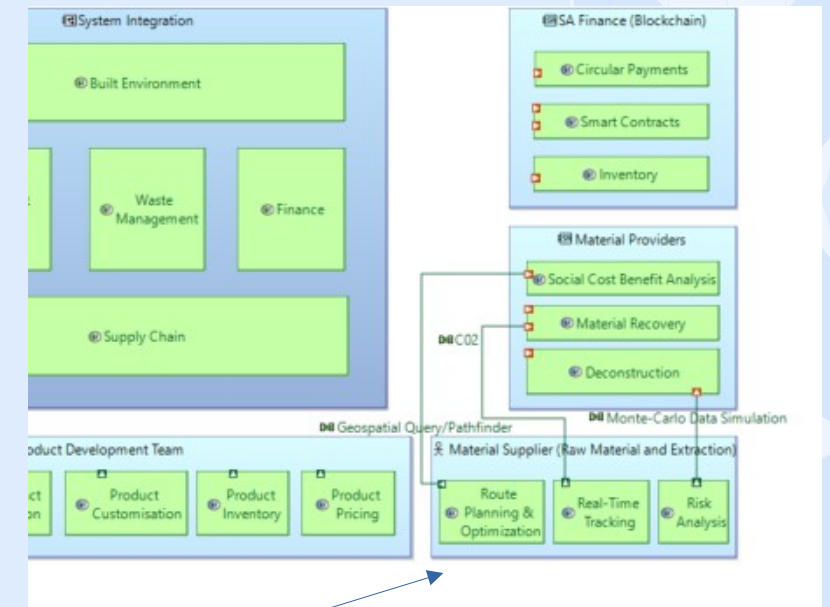 System Integration
Built Environment
Waste
Management
Finance
Supply Chain
SA Finance (Blockchain)
Circular Payments
Smart Contracts
Inventory
Material Providers
Social Cost Benefit Analysis
Material Recovery
Deconstruction
C02
Geospatial Query/Pathfinder
Monte-Carlo Data Simulation
oduct Development Team
ct
on
Product
Customisation
Product
Inventory
Product
Pricing
Material Supplier (Raw Material and Extraction)
Route
Planning &
Optimization
Real-Time
Tracking
Risk
Analysis